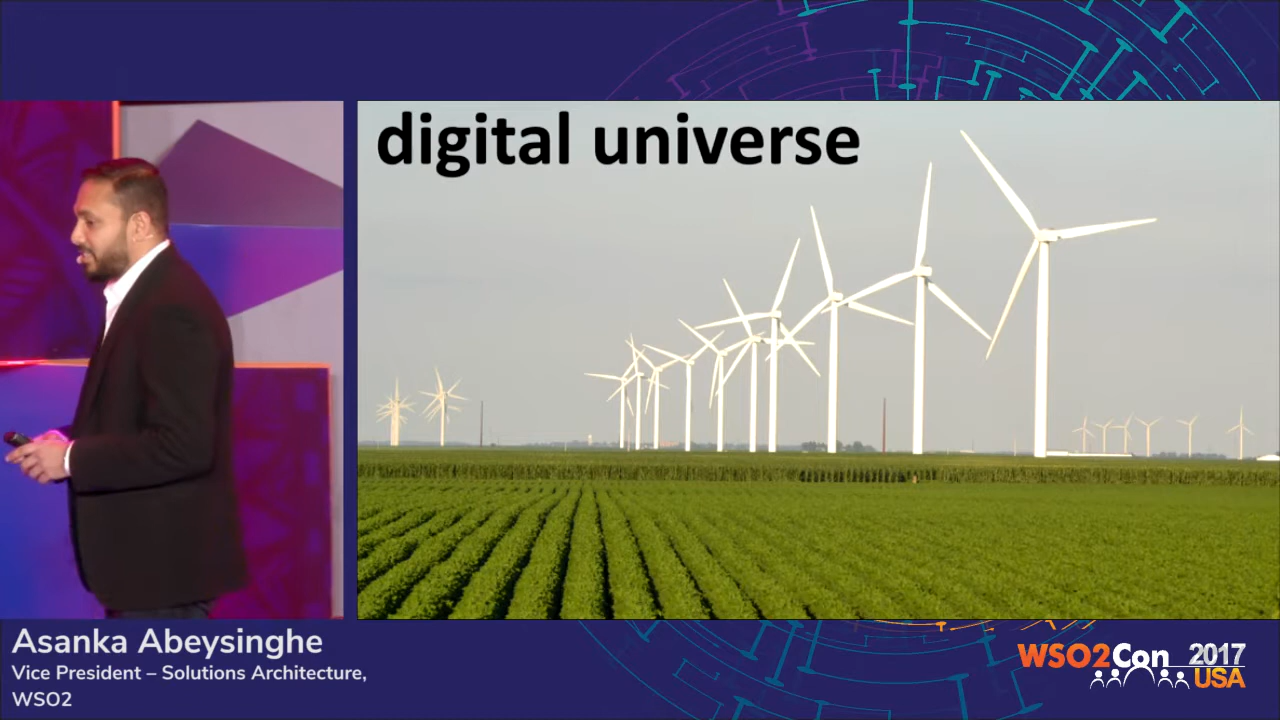 digital universe
Asanka Abeysinghe
Vice President – Solutions Architecture,
WSO2
WSO2Con 2017
USA